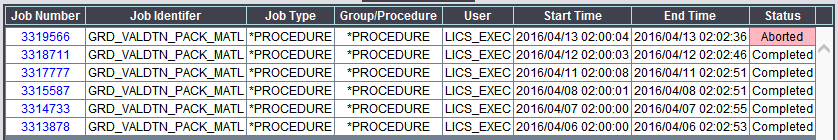 Job Number Job Identifer Job Type Group/Procedure User Start Time End Time Status
3319566 GRD_VALDTN_PACK_MATL *PROCEDURE *PROCEDURE LICS_EXEC 2016/04/13 02:00:04 2016/04/13 02:02:36 Aborted
3318711 GRD_VALDTN_PACK_MATL *PROCEDURE *PROCEDURE LICS_EXEC 2016/04/12 02:00:03 2016/04/12 02:02:46 Completed
3317777 GRD_VALDTN_PACK_MATL *PROCEDURE *PROCEDURE LICS_EXEC 2016/04/11 02:00:08 2016/04/11 02:02:51 Completed
3315587 GRD_VALDTN_PACK_MATL *PROCEDURE *PROCEDURE LICS_EXEC 2016/04/08 02:00:01 2016/04/08 02:02:51 Completed
3314733 GRD_VALDTN_PACK_MATL *PROCEDURE *PROCEDURE LICS_EXEC 2016/04/07 02:00:00 2016/04/07 02:02:55 Completed
3313878 GRD_VALDTN_PACK_MATL *PROCEDURE *PROCEDURE LICS_EXEC 2016/04/06 02:00:00 2016/04/06 02:02:53 Completed